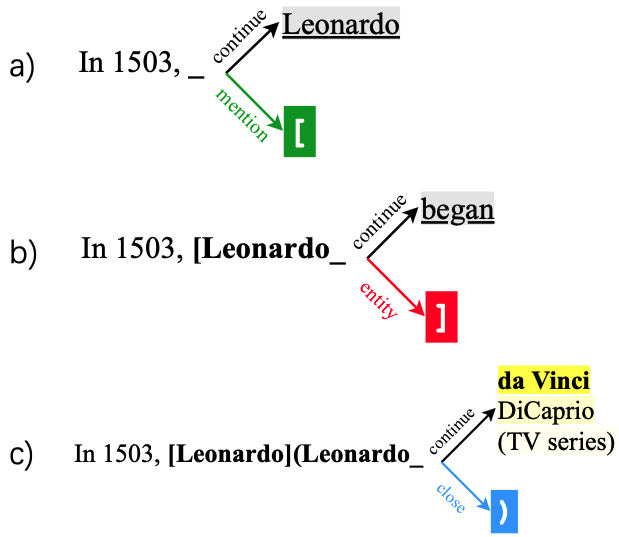 continue Leonardo
a) In 1503, _
mention [
continue began
b) In 1503, [Leonardo_
entity ]
da Vinci
continue DiCaprio
(TV series)
c) In 1503, [Leonardo](Leonardo_
close )